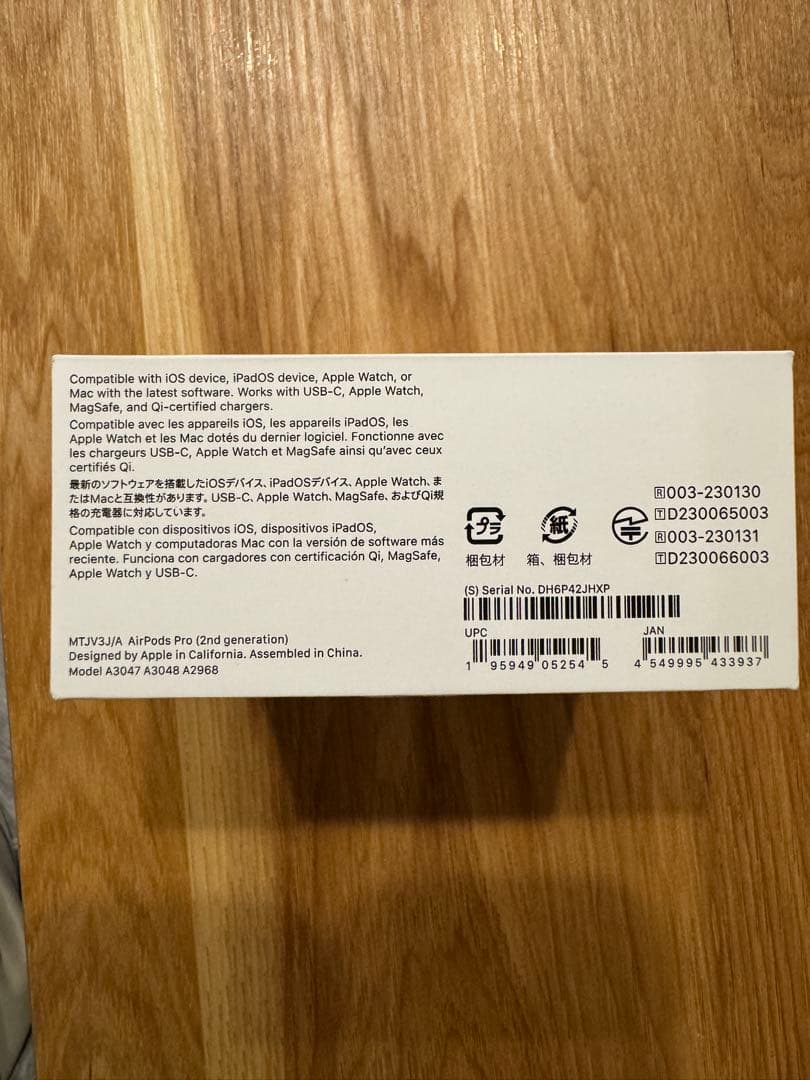 Compatible with iOS device, iPadOS device, Apple Watch, or
Mac with the latest software. Works with USB-C, Apple Watch,
MagSafe, and Qi-certified chargers.
Compatible avec les appareils iOS, les appareils iPadOS, les
Apple Watch et les Mac dotés du dernier logiciel. Fonctionne avec
les chargeurs USB-C, Apple Watch et MagSafe ainsi qu'avec ceux
certifiés Qi.
最新のソフトウェアを搭載したiOSデバイス、iPadOSデバイス、Apple Watch、ま
たはMacと互換性があります。USB-C、Apple Watch、MagSafe、およびQi規
格の充電器に対応しています。
Compatible con dispositivos iOS, dispositivos iPadOS,
Apple Watch y computadoras Mac con la versión de software más
reciente. Funciona con cargadores con certificación Qi, MagSafe,
Apple Watch y USB-C.
MTJV3J/A AirPods Pro (2nd generation)
Designed by Apple in California. Assembled in China.
Model A3047 A3048 A2968
プラ
梱包材
紙
箱、梱包材
R 003-230130
T D230065003
R 003-230131
T D230066003
(S) Serial No. DH6P42JHXP
UPC
1 95949 05254 5
JAN
4 549995 433937